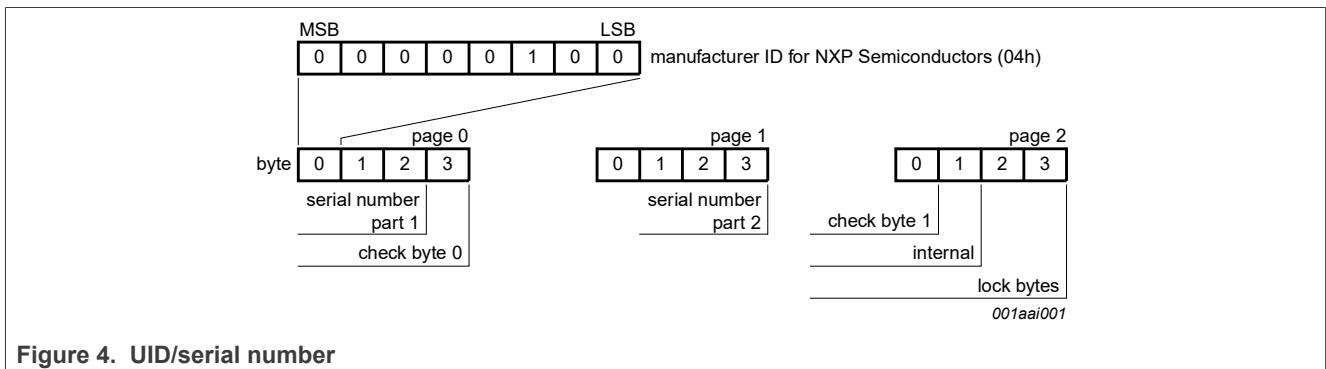 MSB LSB
0 0 0 0 0 1 0 0 manufacturer ID for NXP Semiconductors (04h)
page 0 page 1 page 2
byte 0 1 2 3 0 1 2 3 0 1 2 3
serial number
part 1
check byte 0
serial number
part 2
check byte 1
internal
lock bytes
001aai001
Figure 4. UID/serial number